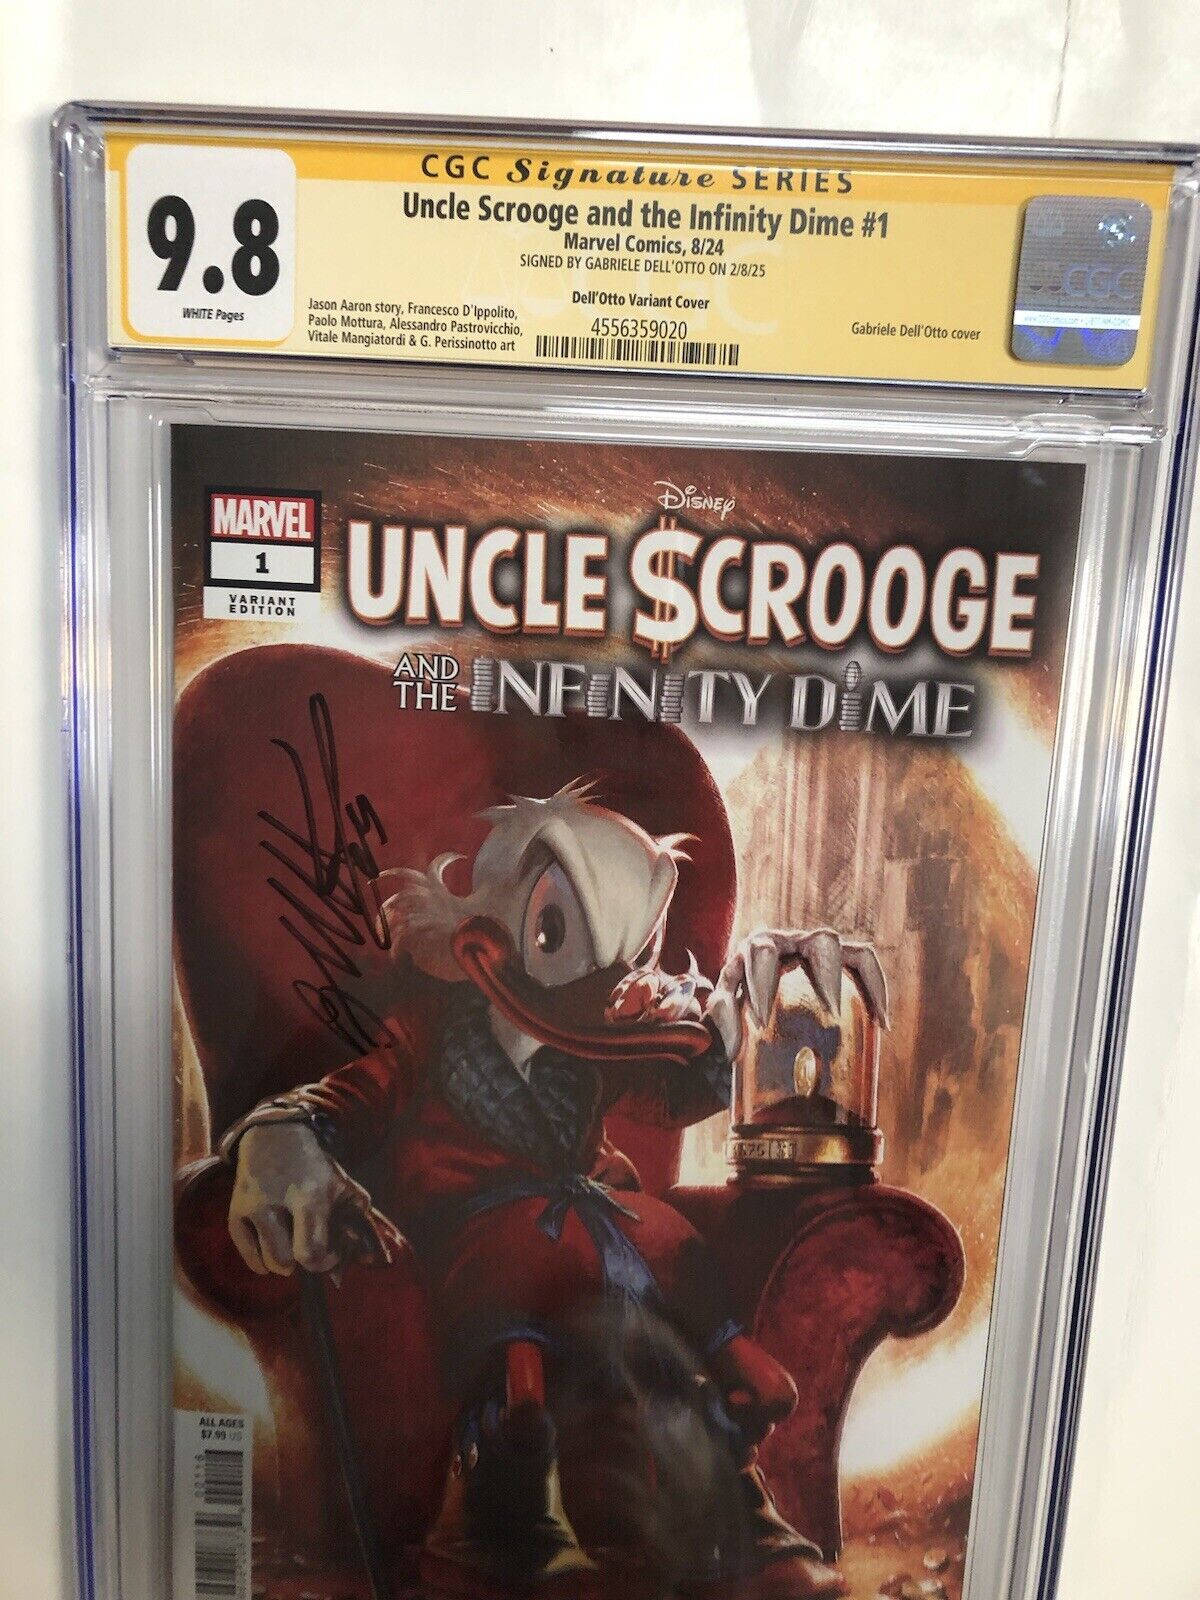 CGC Signature SERIES
9.8
WHITE Pages
Uncle Scrooge and the Infinity Dime #1
Marvel Comics, 8/24
SIGNED BY GABRIELE DELL'OTTO ON 2/8/25
Dell'Otto Variant Cover
4556359020
Jason Aaron story, Francesco D'Ippolito,
Paolo Mottura, Alessandro Pastrovicchio,
Vitale Mangiatordi & G. Perissinotto art
Gabriele Dell'Otto cover
CGC
MARVEL
1
VARIANT
EDITION
DISNEY
UNCLE $CROOGE
AND THE INFINITY DIME
ALL AGES
$7.99 US